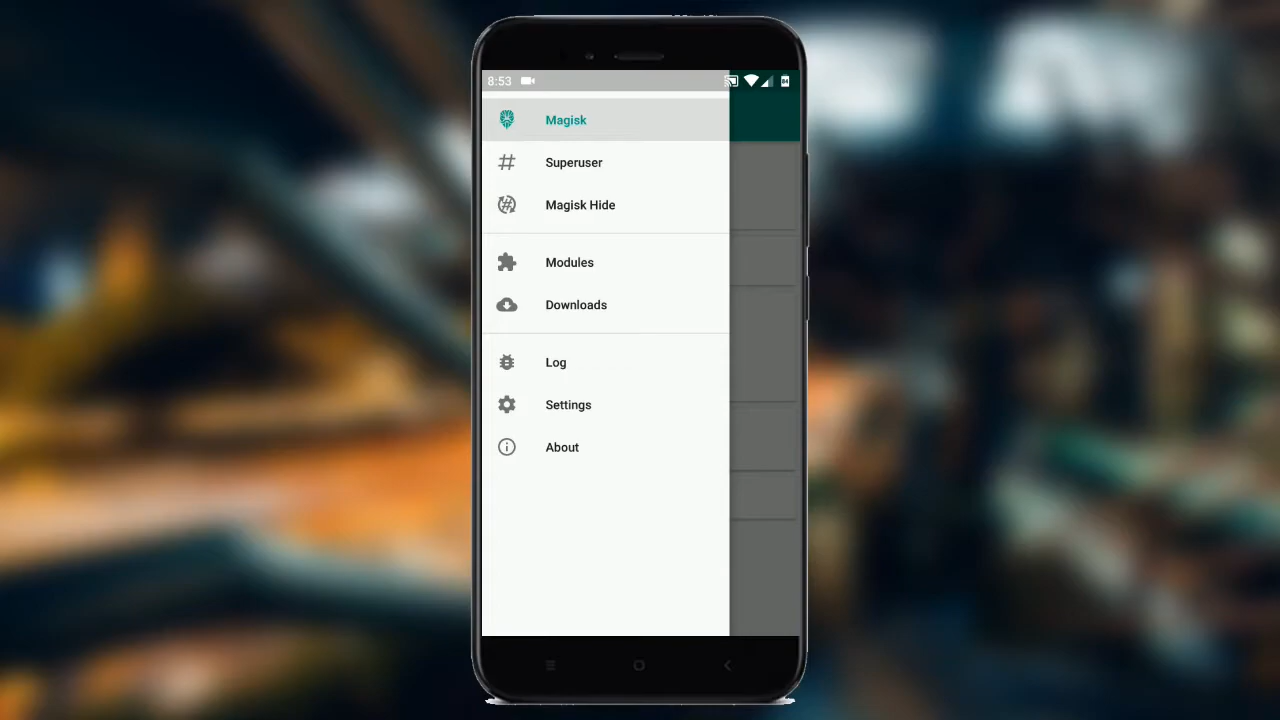 8:53
Magisk
Superuser
Magisk Hide
Modules
Downloads
Log
Settings
About